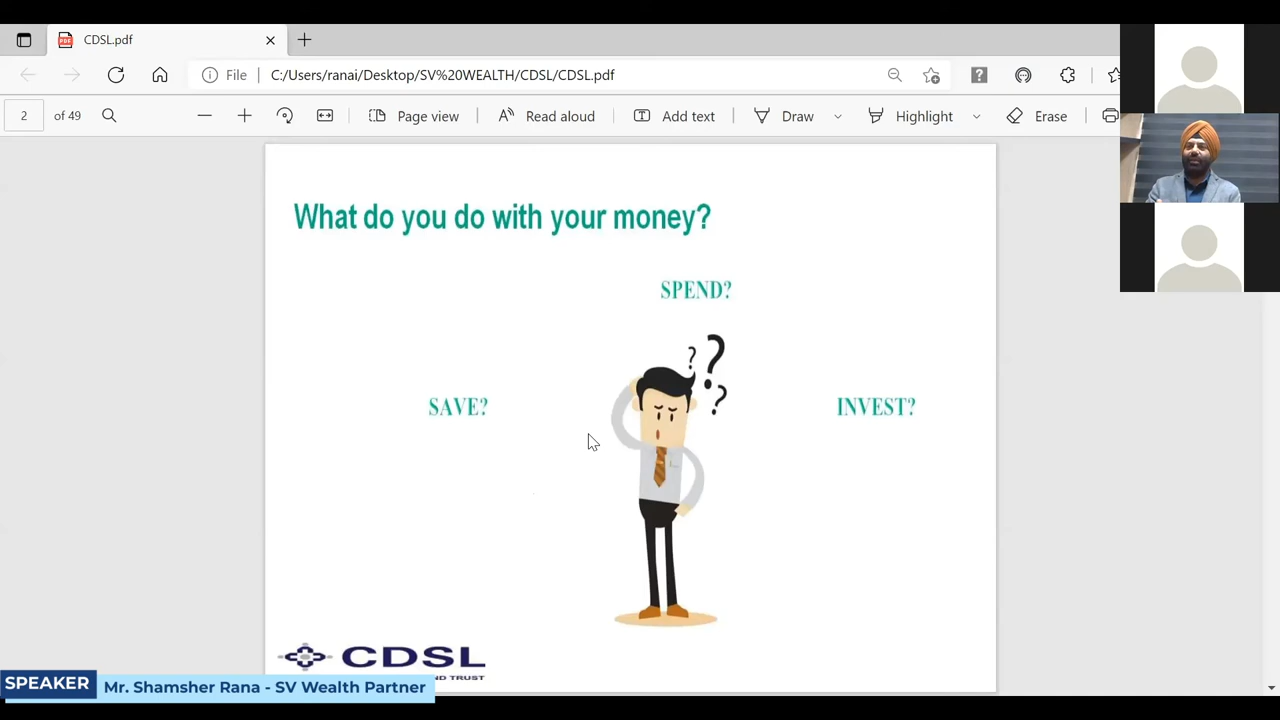 CDSL.pdf
File C:/Users/ranai/Desktop/SV%20WEALTH/CDSL/CDSL.pdf
2 of 49 Page view Read aloud Add text Draw Highlight Erase
What do you do with your money?
SPEND?
? ? ?
SAVE?
INVEST?
CDSL
ND TRUST
SPEAKER
Mr. Shamsher Rana - SV Wealth Partner